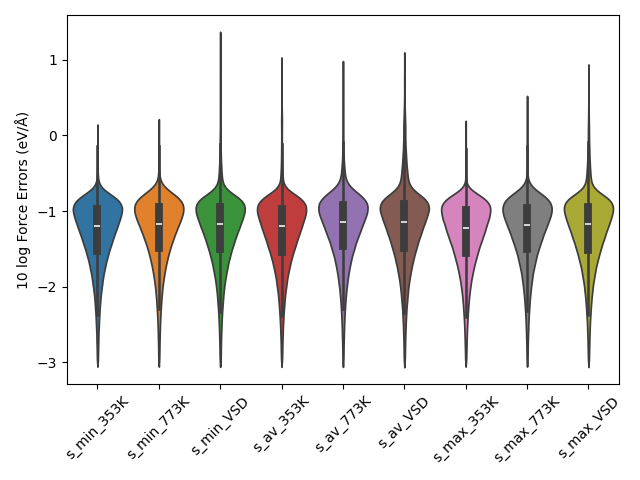 10 log Force Errors (eV/Å)
1
0
−1
−2
−3
s_min_353K
s_min_773K
s_min_VSD
s_av_353K
s_av_773K
s_av_VSD
s_max_353K
s_max_773K
s_max_VSD